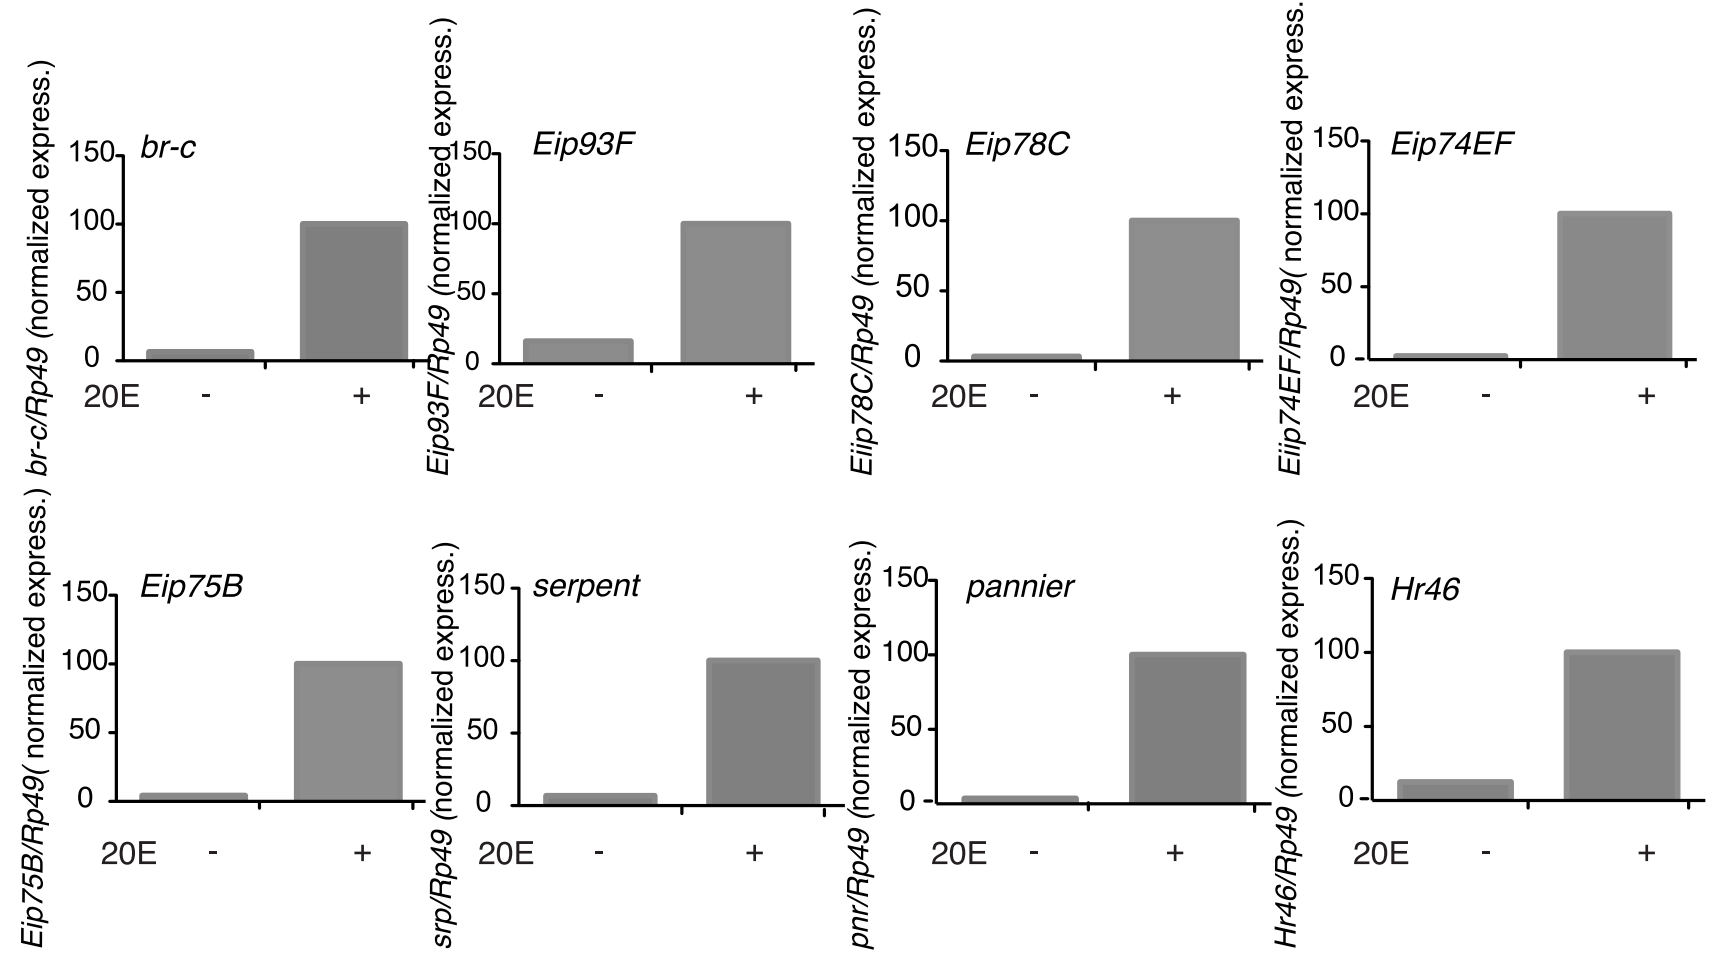 br-c/Rp49 (normalized express.)
150
100
50
0
br-c
20E - +
Eip93F/Rp49 (normalized express.)
150
100
50
0
Eip93F
20E - +
Eiip78C/Rp49 (normalized express.)
150
100
50
0
Eip78C
20E - +
Eiip74EF/Rp49( normalized express.
150
100
50
0
Eip74EF
20E - +
Eip75B/Rp49( normalized express.)
150
100
50
0
Eip75B
20E - +
srp/Rp49 (normalized express.)
150
100
50
0
serpent
20E - +
pnr/Rp49 (normalized express.)
150
100
50
0
pannier
20E - +
Hr46/Rp49 (normalized express.)
150
100
50
0
Hr46
20E - +